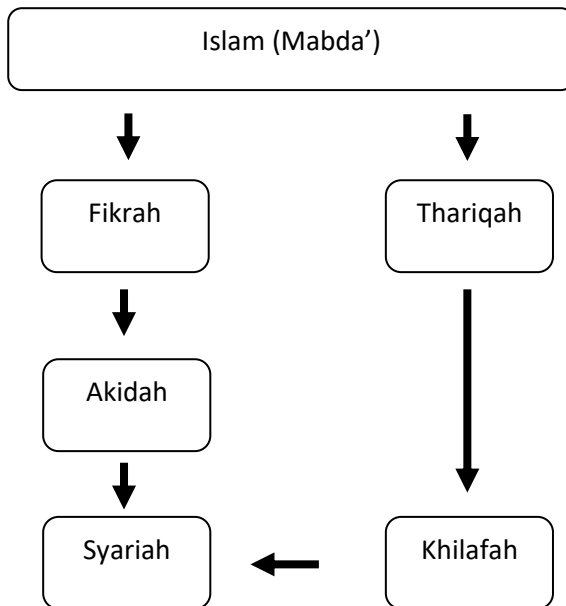 Islam (Mabda’)
Fikrah
Thariqah
Akidah
Syariah
Khilafah